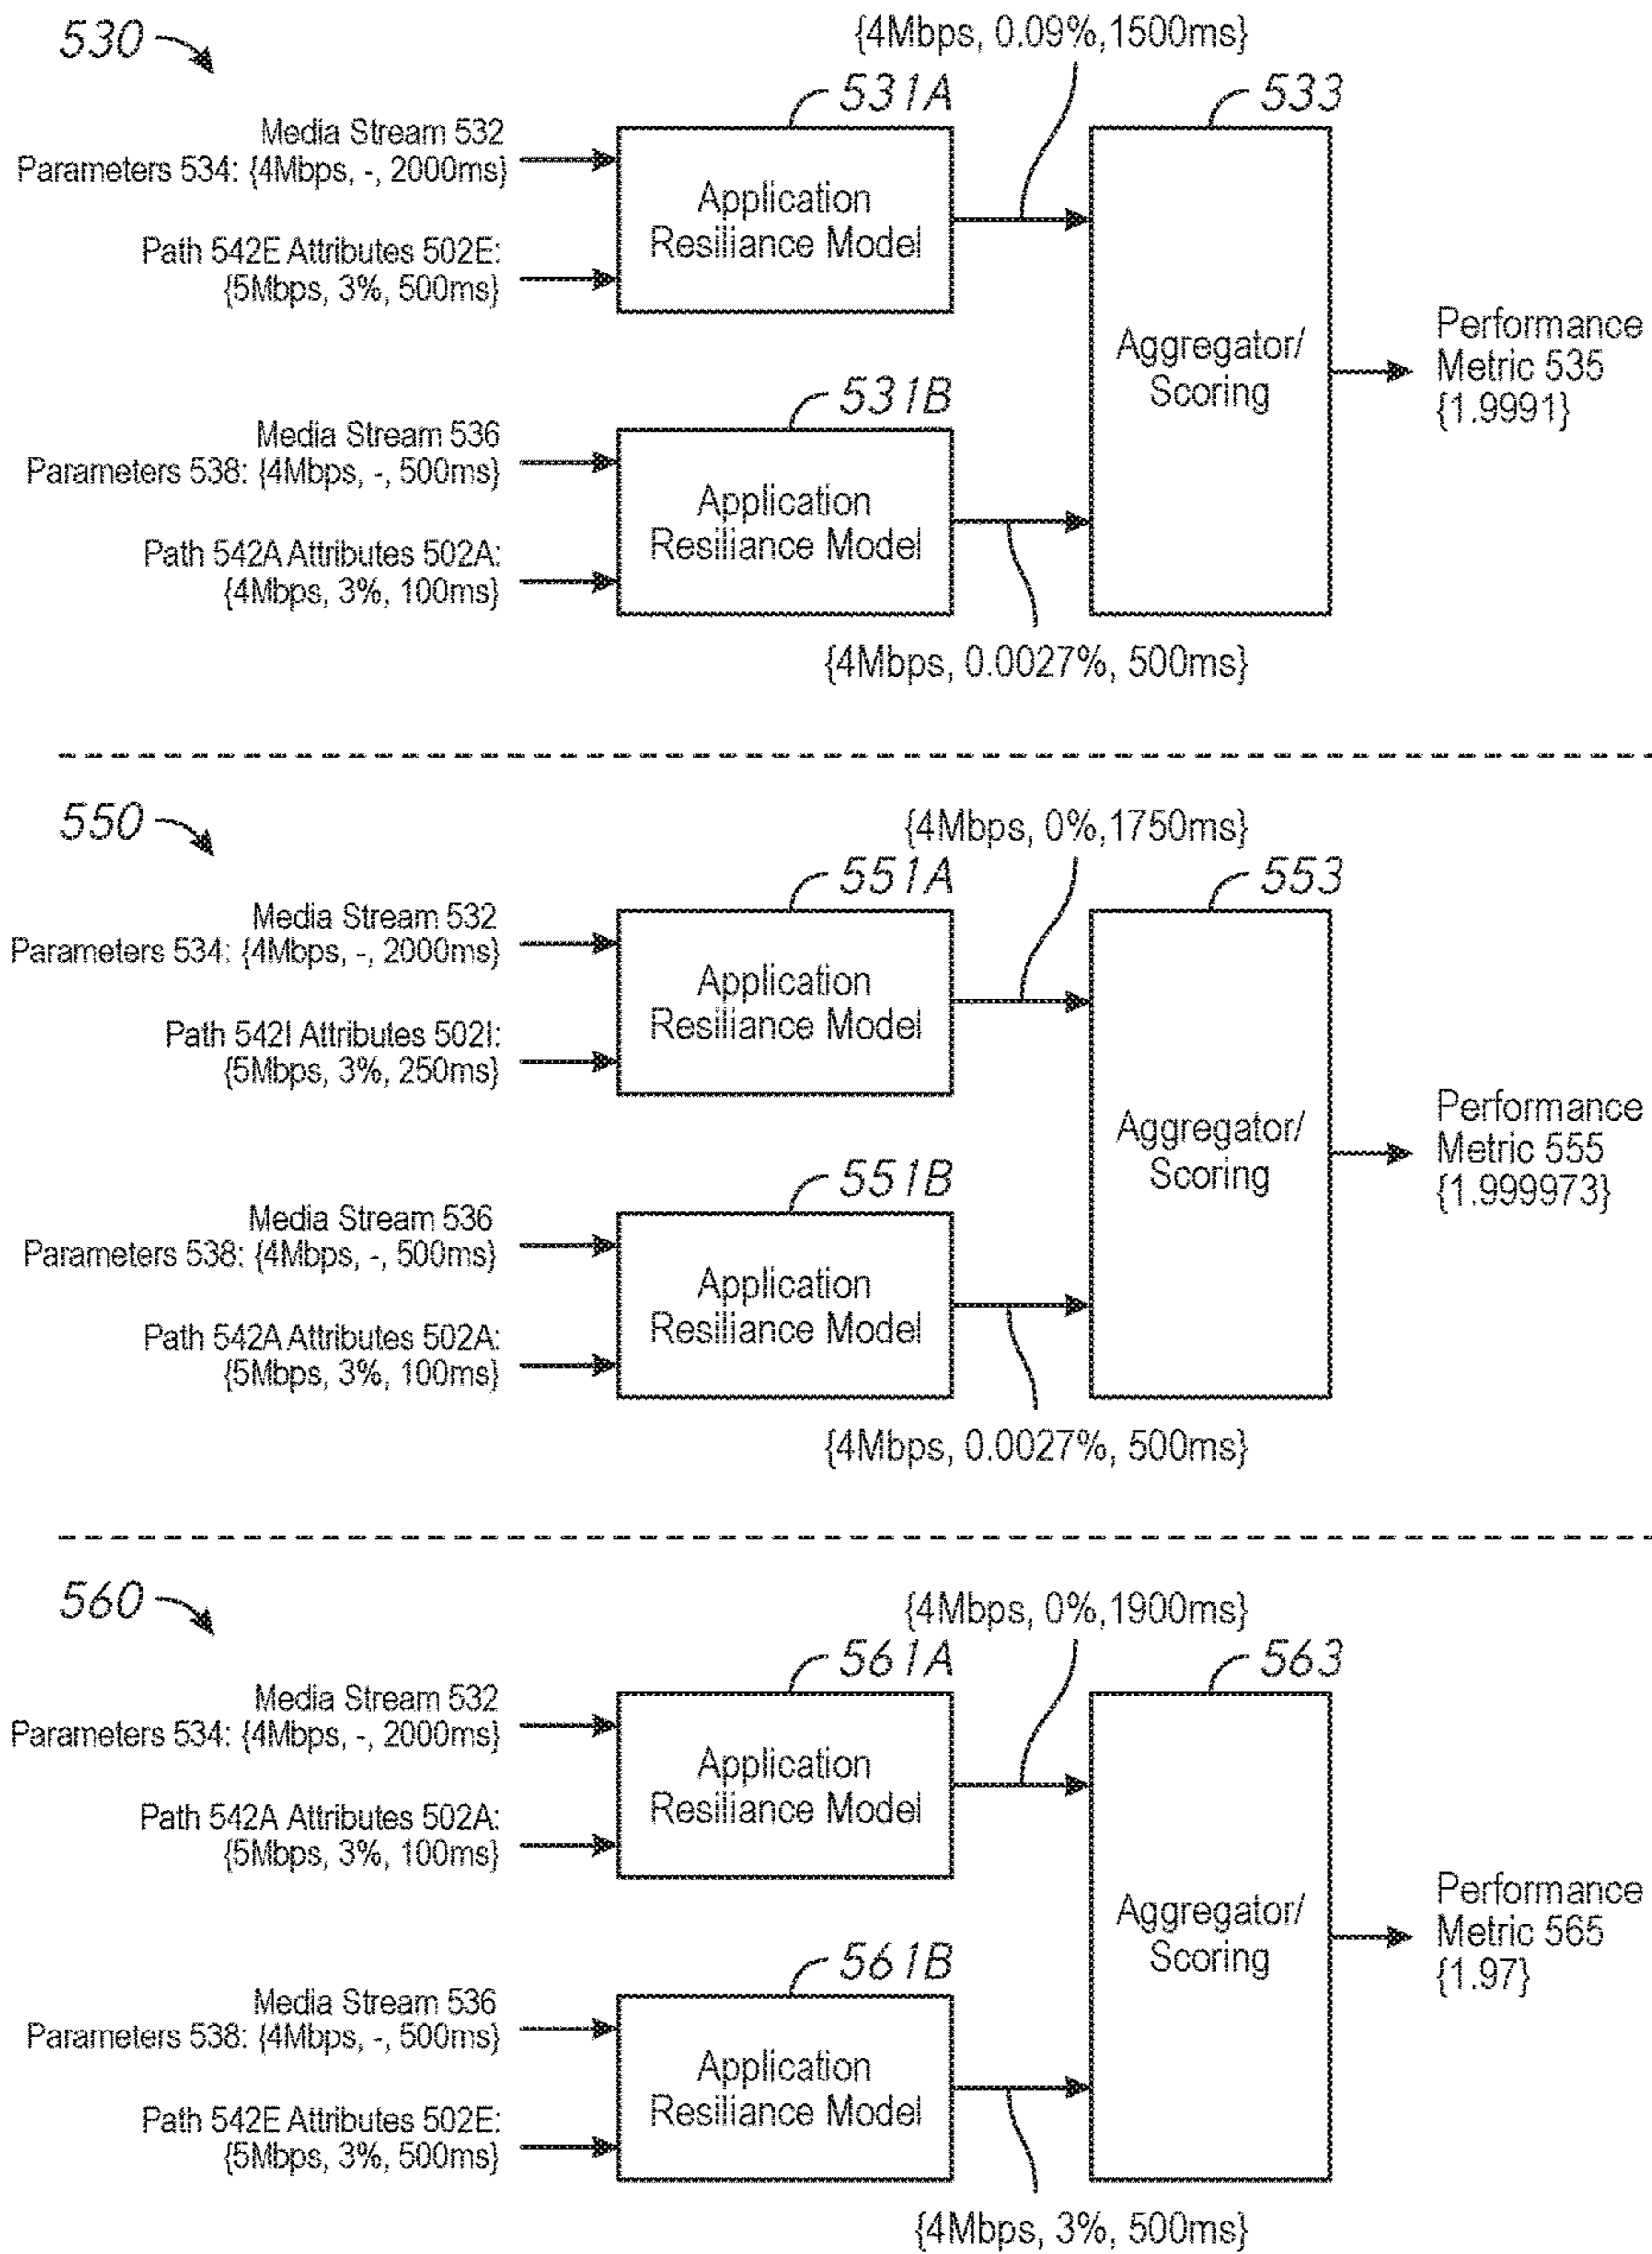 530
{4Mbps, 0.09%,1500ms}
531A
533
Media Stream 532
Parameters 534: {4Mbps, -, 2000ms}
Application
Resiliance Model
Path 542E Attributes 502E:
{5Mbps, 3%, 500ms}
Aggregator/
Scoring
Performance
Metric 535
{1.9991}
531B
Media Stream 536
Parameters 538: {4Mbps, -, 500ms}
Application
Resiliance Model
Path 542A Attributes 502A:
{4Mbps, 3%, 100ms}
{4Mbps, 0.0027%, 500ms}
550
{4Mbps, 0%,1750ms}
551A
553
Media Stream 532
Parameters 534: {4Mbps, -, 2000ms}
Application
Resiliance Model
Path 542I Attributes 502I:
{5Mbps, 3%, 250ms}
Aggregator/
Scoring
Performance
Metric 555
{1.999973}
551B
Media Stream 536
Parameters 538: {4Mbps, -, 500ms}
Application
Resiliance Model
Path 542A Attributes 502A:
{5Mbps, 3%, 100ms}
{4Mbps, 0.0027%, 500ms}
560
{4Mbps, 0%,1900ms}
561A
563
Media Stream 532
Parameters 534: {4Mbps, -, 2000ms}
Application
Resiliance Model
Path 542A Attributes 502A:
{5Mbps, 3%, 100ms}
Aggregator/
Scoring
Performance
Metric 565
{1.97}
561B
Media Stream 536
Parameters 538: {4Mbps, -, 500ms}
Application
Resiliance Model
Path 542E Attributes 502E:
{5Mbps, 3%, 500ms}
{4Mbps, 3%, 500ms}